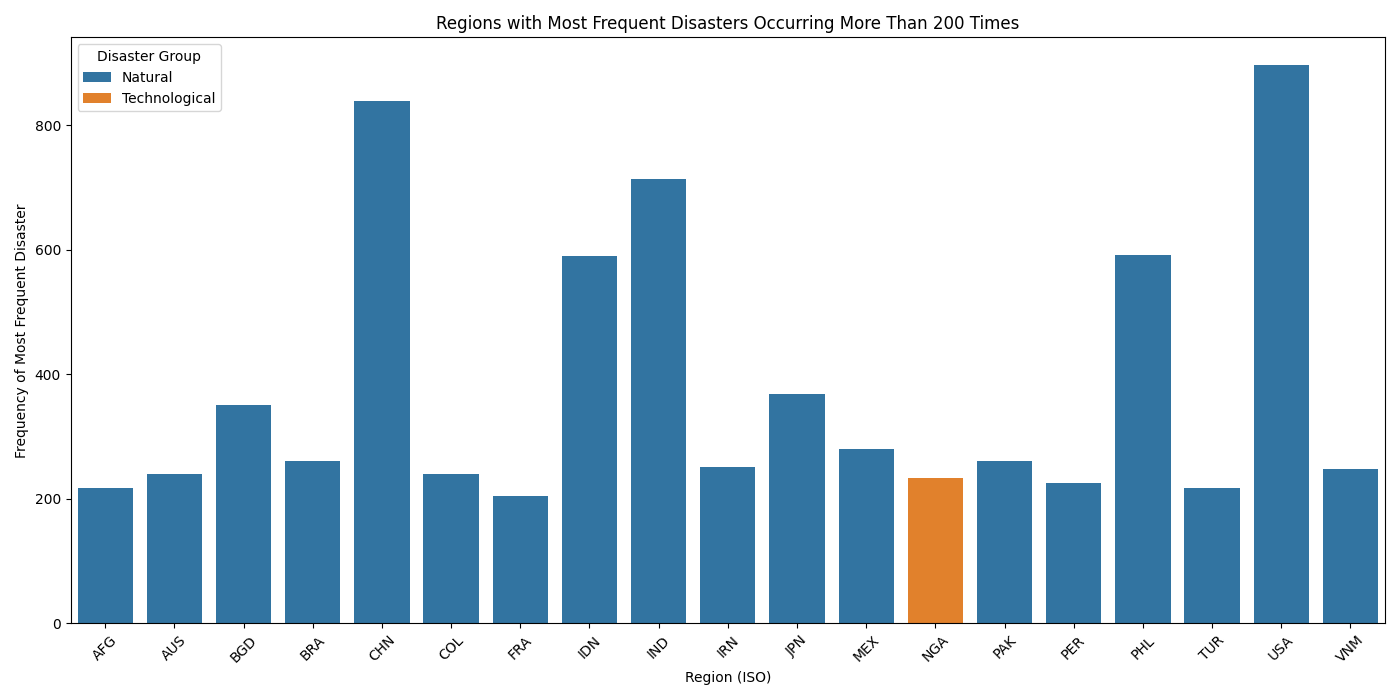 Regions with Most Frequent Disasters Occurring More Than 200 Times
Disaster Group
Natural
Technological
Frequency of Most Frequent Disaster
800
600
400
200
0
AFG AUS BGD BRA CHN COL FRA IDN IND IRN JPN MEX NGA PAK PER PHL TUR USA VNM
Region (ISO)